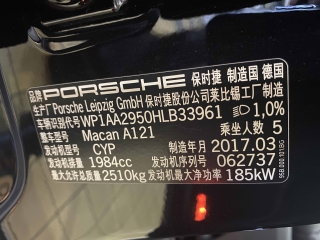 品牌 PORSCHE 保时捷 制造国 德国
生产厂 Porsche Leipzig GmbH 保时捷股份公司莱比锡工厂制造
车辆识别代号 WP1AA2950HLB33961 1,0%
车辆型号 Macan A121 乘坐人数 5
发动机型号 CYP 制造年月 2017.03
发动机排量 1984cc 发动机序列号 062737
最大允许总质量 2510kg 发动机最大净功率 185kW